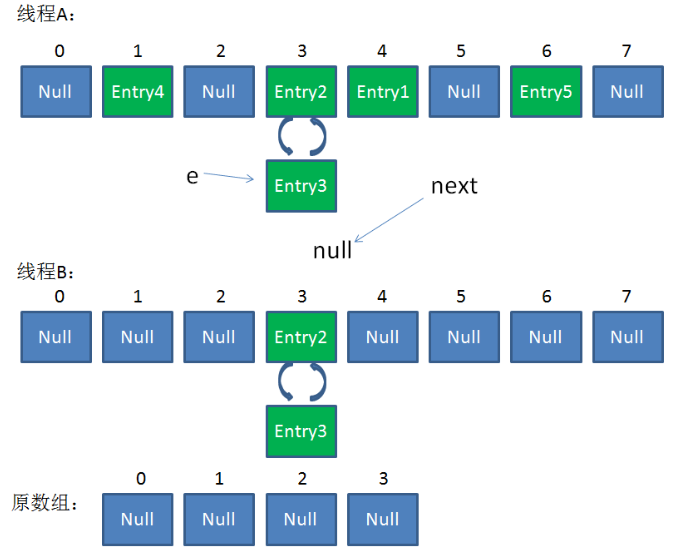 线程A：
0 1 2 3 4 5 6 7
Null Entry4 Null Entry2 Entry1 Null Entry5 Null
Entry3
e
next
null
线程B：
0 1 2 3 4 5 6 7
Null Null Null Entry2 Null Null Null Null
Entry3
0 1 2 3
原数组：
Null Null Null Null